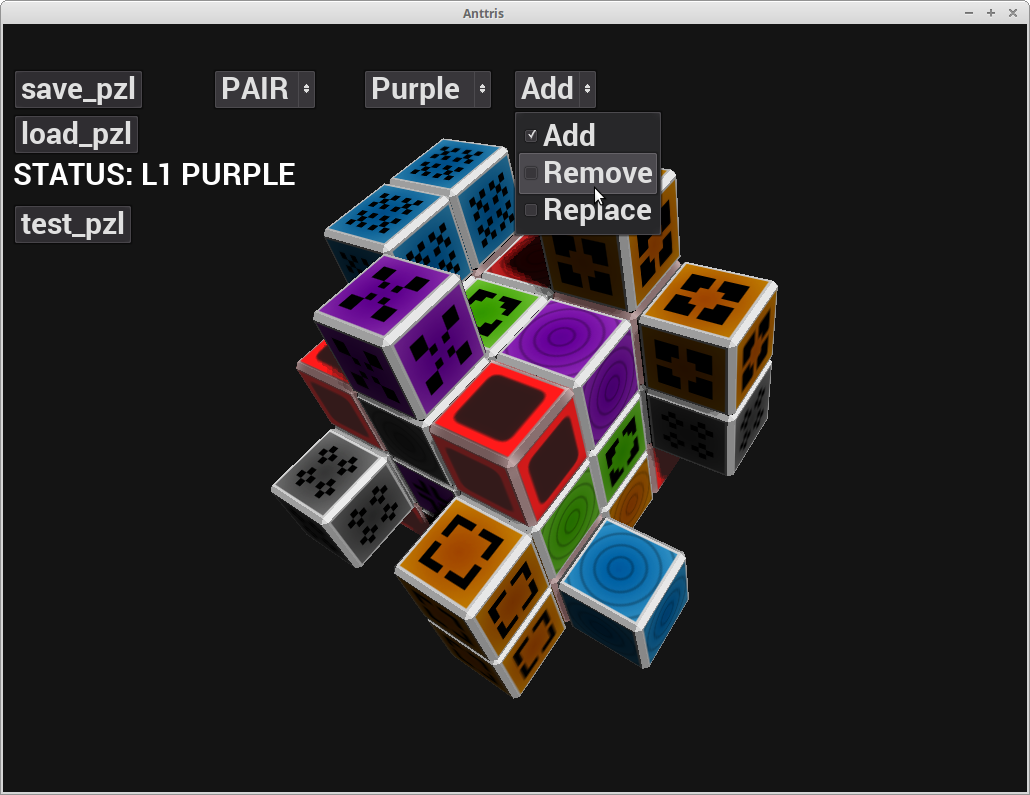 Anttris
save_pzl PAIR Purple Add
load_pzl Add
STATUS: L1 PURPLE Remove
test_pzl Replace